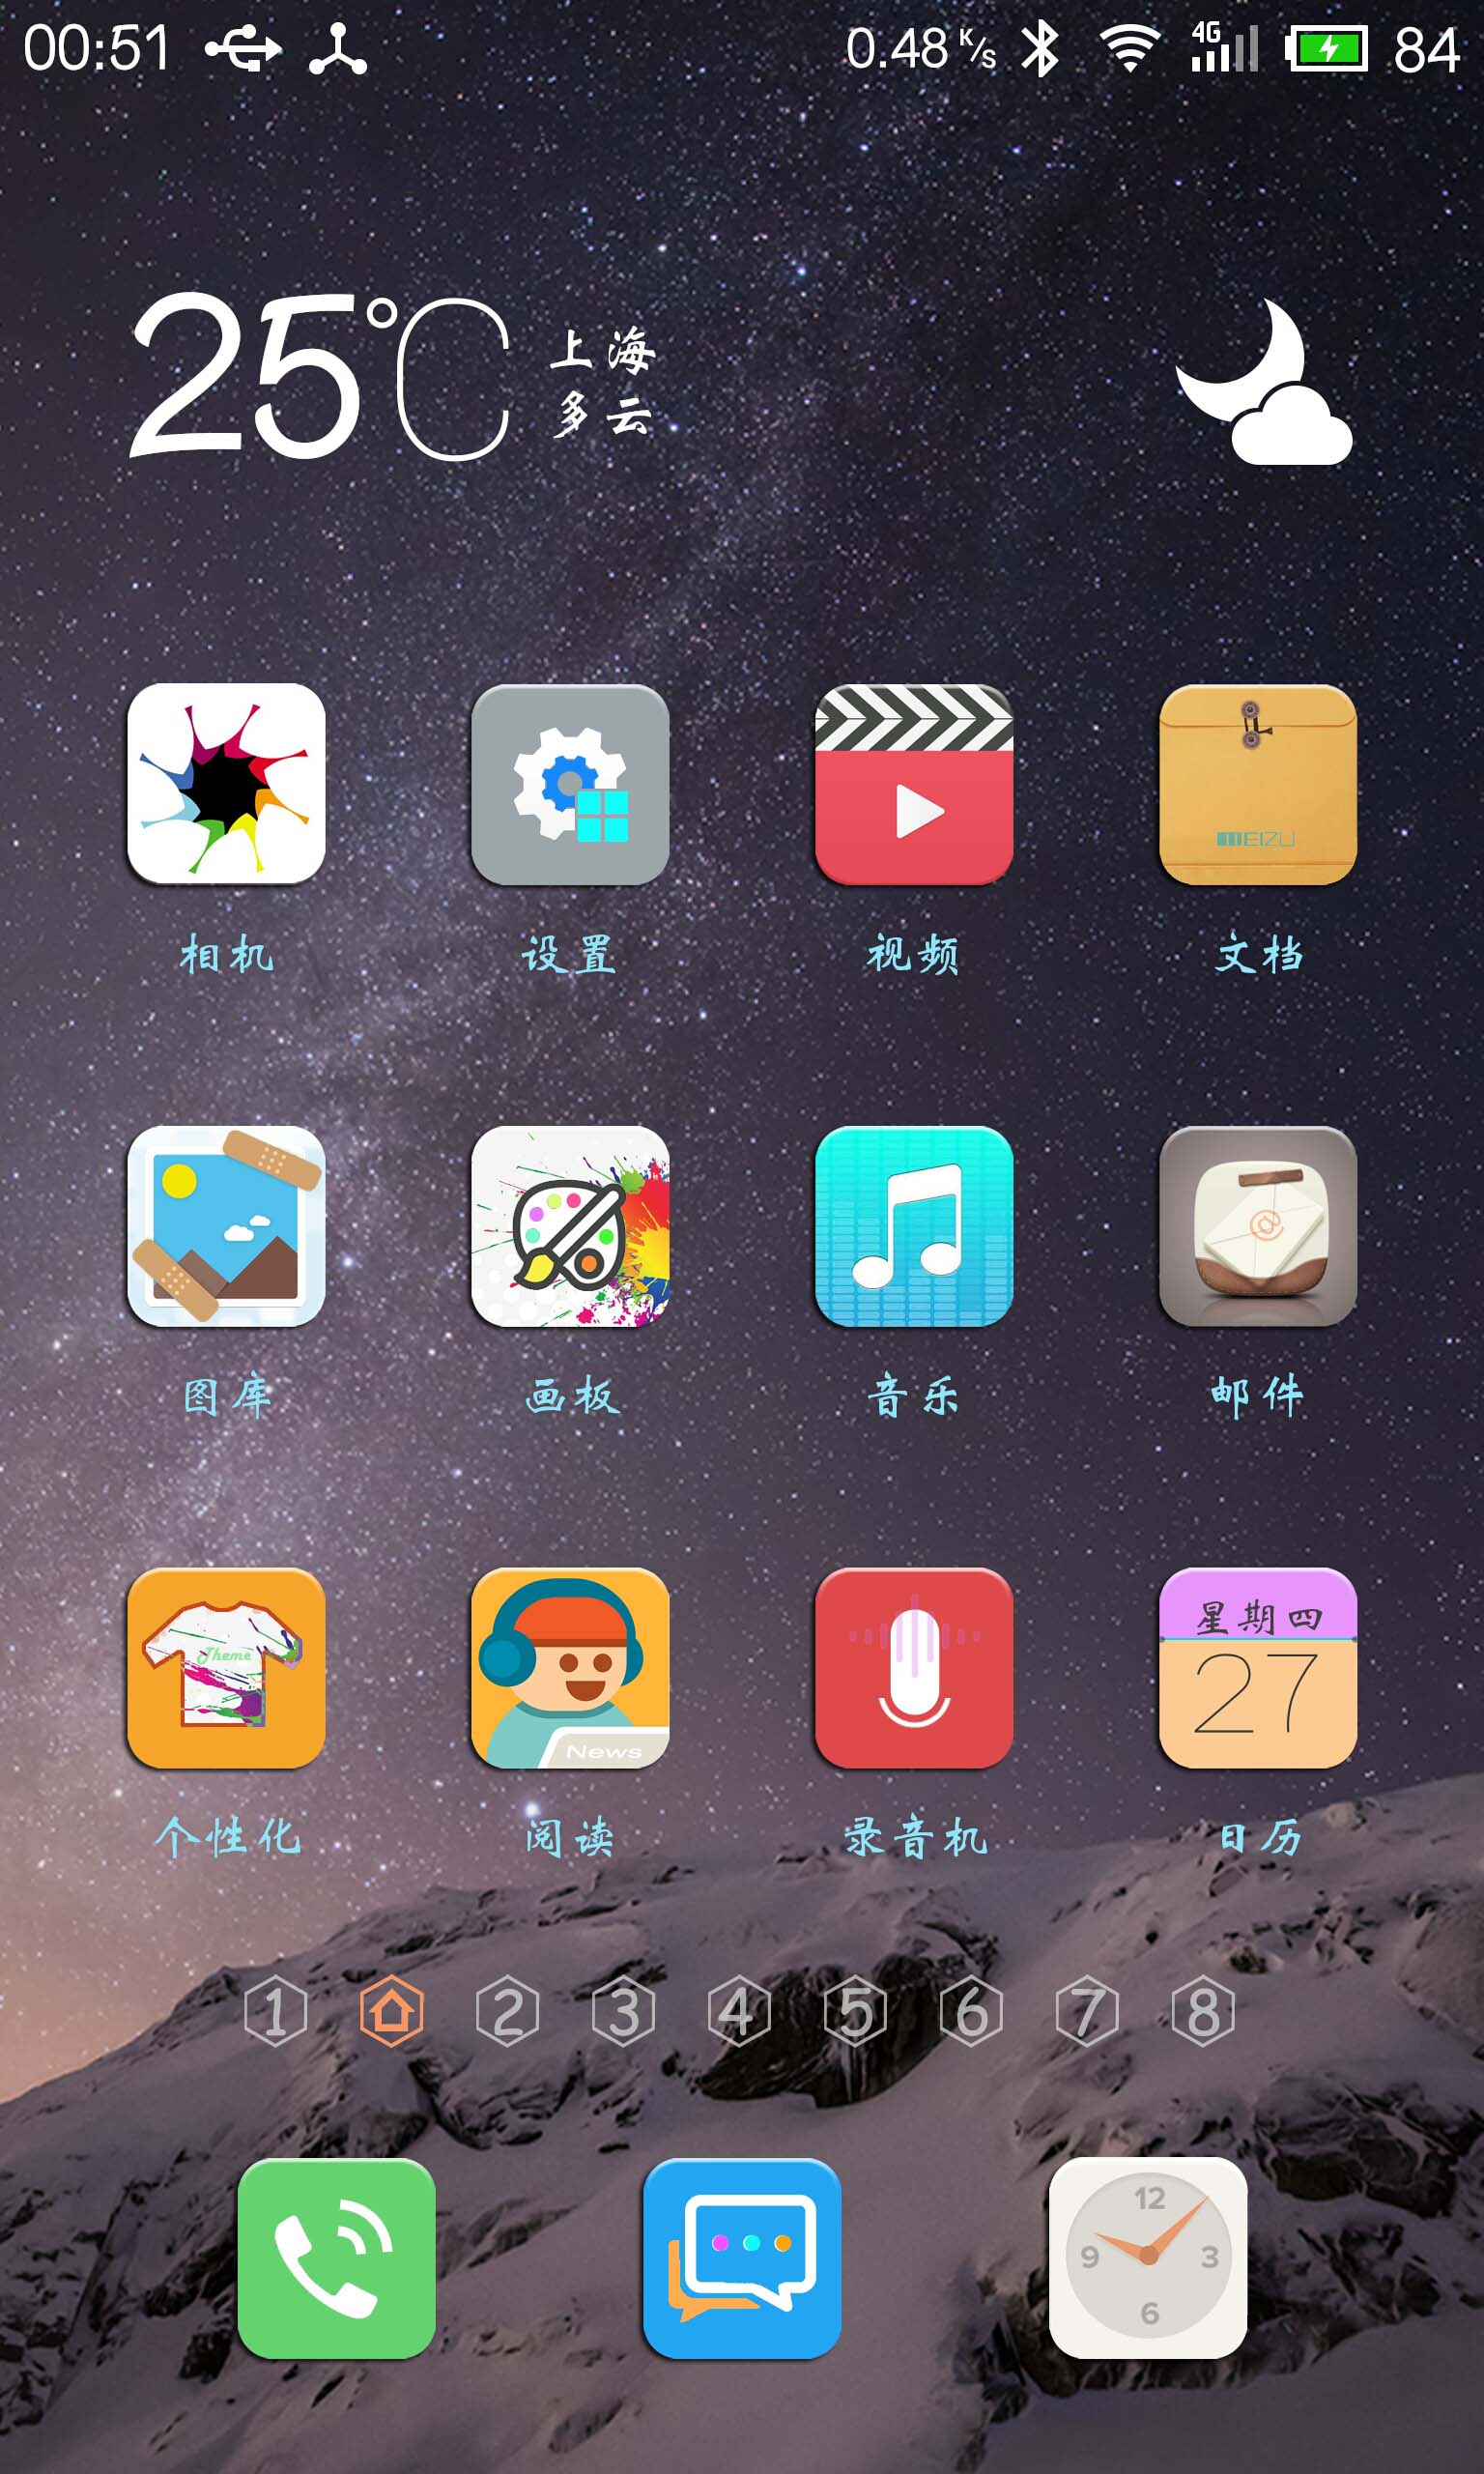 00:51 0.48 K/s 4G 84
25℃
上海
多云
MEIZU
相机 设置 视频 文档
@
图库 画板 音乐 邮件
Theme
News
星期四
27
个性化 阅读 录音机 日历
1 2 3 4 5 6 7 8
12
9 3
6